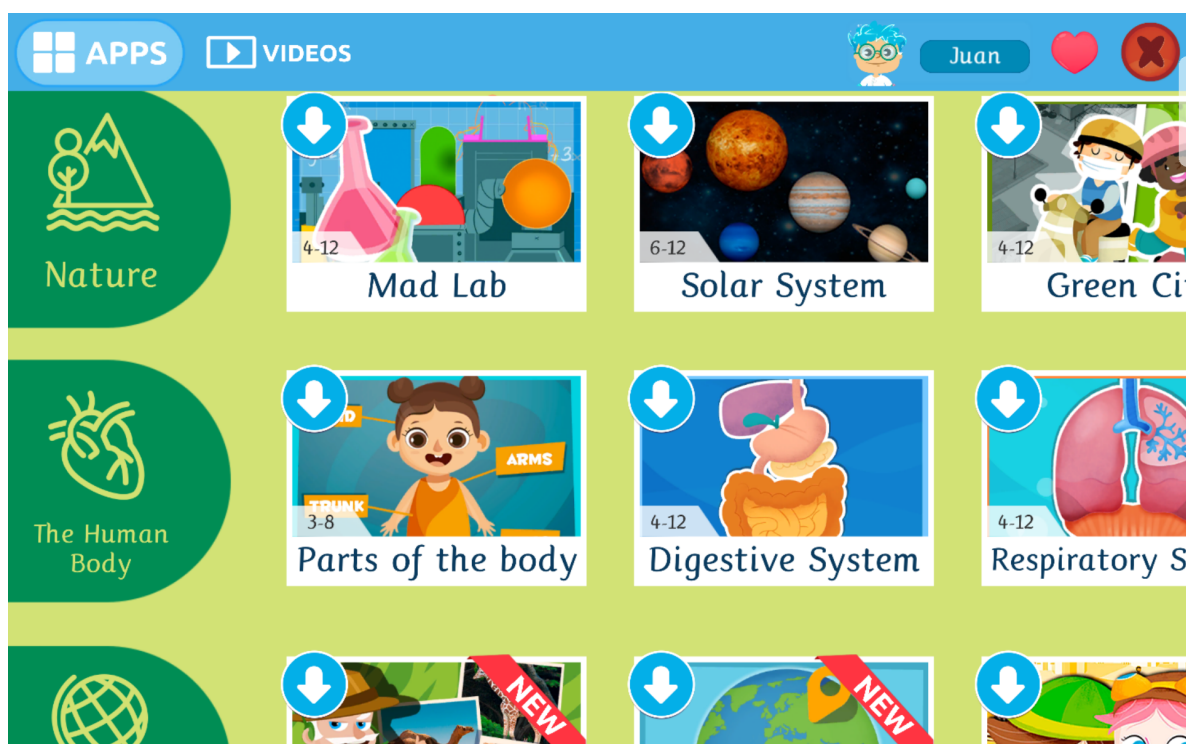 APPS
VIDEOS
Juan
Nature
4-12
Mad Lab
6-12
Solar System
4-12
Green Ci
The Human
Body
ARMS
TRUNK
3-8
Parts of the body
4-12
Digestive System
4-12
Respiratory S
NEW
NEW